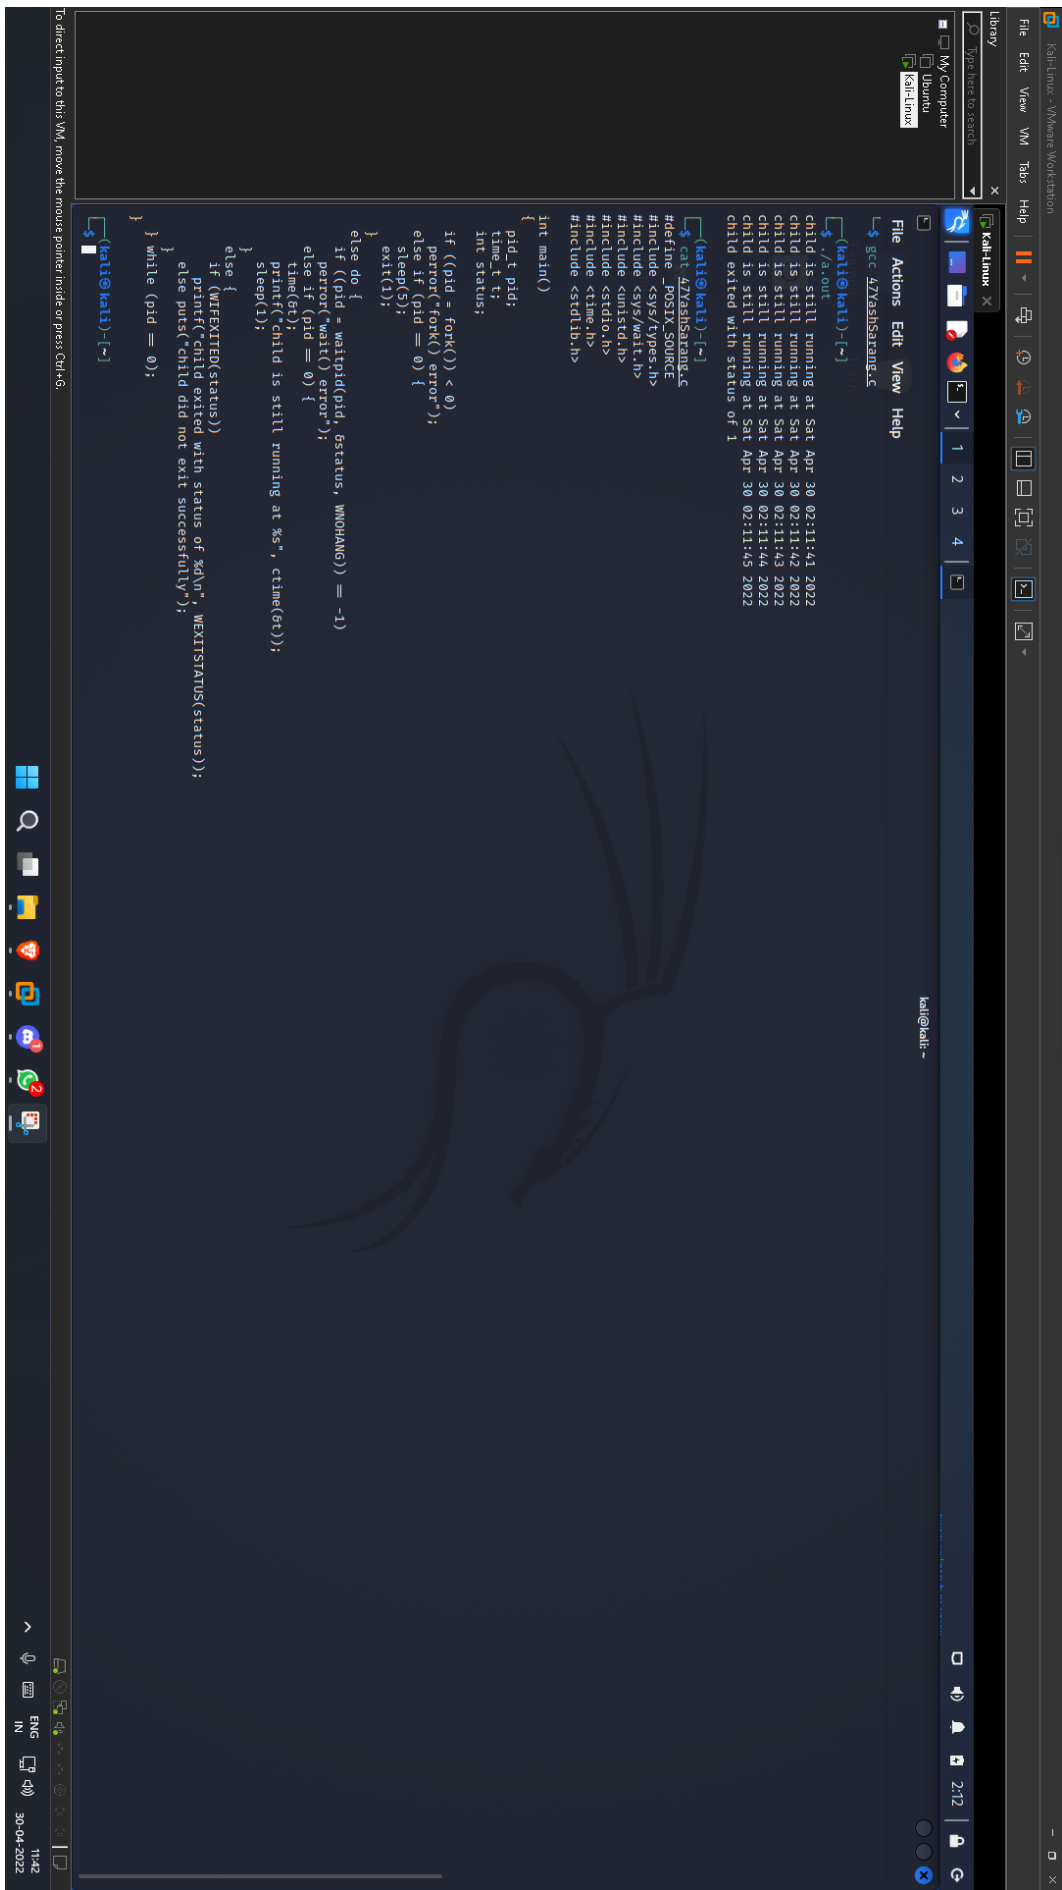 Kali-Linux - VMware Workstation
File Edit View VM Tabs Help
Library
Type here to search
My Computer
Ubuntu
Kali-Linux
Kali-Linux
1 2 3 4
2:12
kali@kali: ~
File Actions Edit View Help
└─$ gcc 47YashSarang.c
┌──(kali㉿kali)-[~]
└─$ ./a.out
child is still running at Sat Apr 30 02:11:41 2022
child is still running at Sat Apr 30 02:11:42 2022
child is still running at Sat Apr 30 02:11:43 2022
child is still running at Sat Apr 30 02:11:44 2022
child is still running at Sat Apr 30 02:11:45 2022
child exited with status of 1
┌──(kali㉿kali)-[~]
└─$ cat 47YashSarang.c
#define _POSIX_SOURCE
#include <sys/types.h>
#include <sys/wait.h>
#include <unistd.h>
#include <stdio.h>
#include <time.h>
#include <stdlib.h>
int main()
{
pid_t pid;
time_t t;
int status;
if ((pid = fork()) < 0)
perror("fork() error");
else if (pid == 0) {
sleep(5);
exit(1);
}
else do {
if ((pid = waitpid(pid, &status, WNOHANG)) == -1)
perror("wait() error");
else if (pid == 0) {
time(&t);
printf("child is still running at %s", ctime(&t));
sleep(1);
}
else {
if (WIFEXITED(status))
printf("child exited with status of %d\n", WEXITSTATUS(status));
else puts("child did not exit successfully");
}
} while (pid == 0);
}
┌──(kali㉿kali)-[~]
└─$
To direct input to this VM, move the mouse pointer inside or press Ctrl+G.
1
2
ENG
IN
11:42
30-04-2022